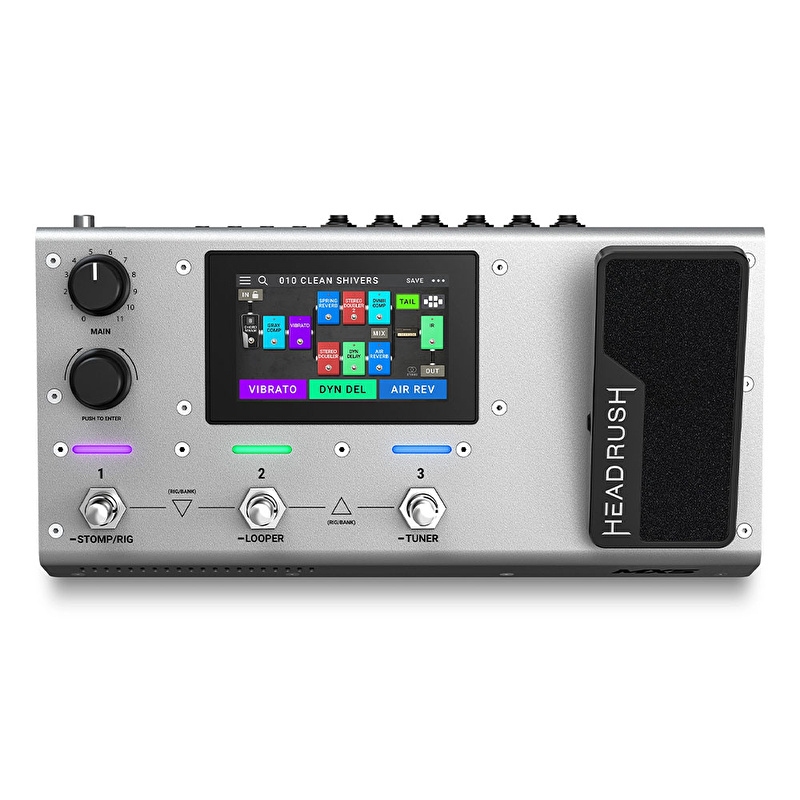 010 CLEAN SHIVERS SAVE
IN
SPRING REVERB
STEREO DOUBLER 2
DYN3 COMP
TAIL
GRAY COMP
VIBRATO
MIX
IR
STEREO DOUBLER
DYN DELAY
AIR REVERB
OUT
VIBRATO DYN DEL AIR REV
0 1 2 3 4 5 6 7 8 9 10 11
MAIN
PUSH TO ENTER
1 2 3
(RIG/BANK)
(RIG/BANK)
STOMP/RIG LOOPER TUNER
HEADRUSH
MX5